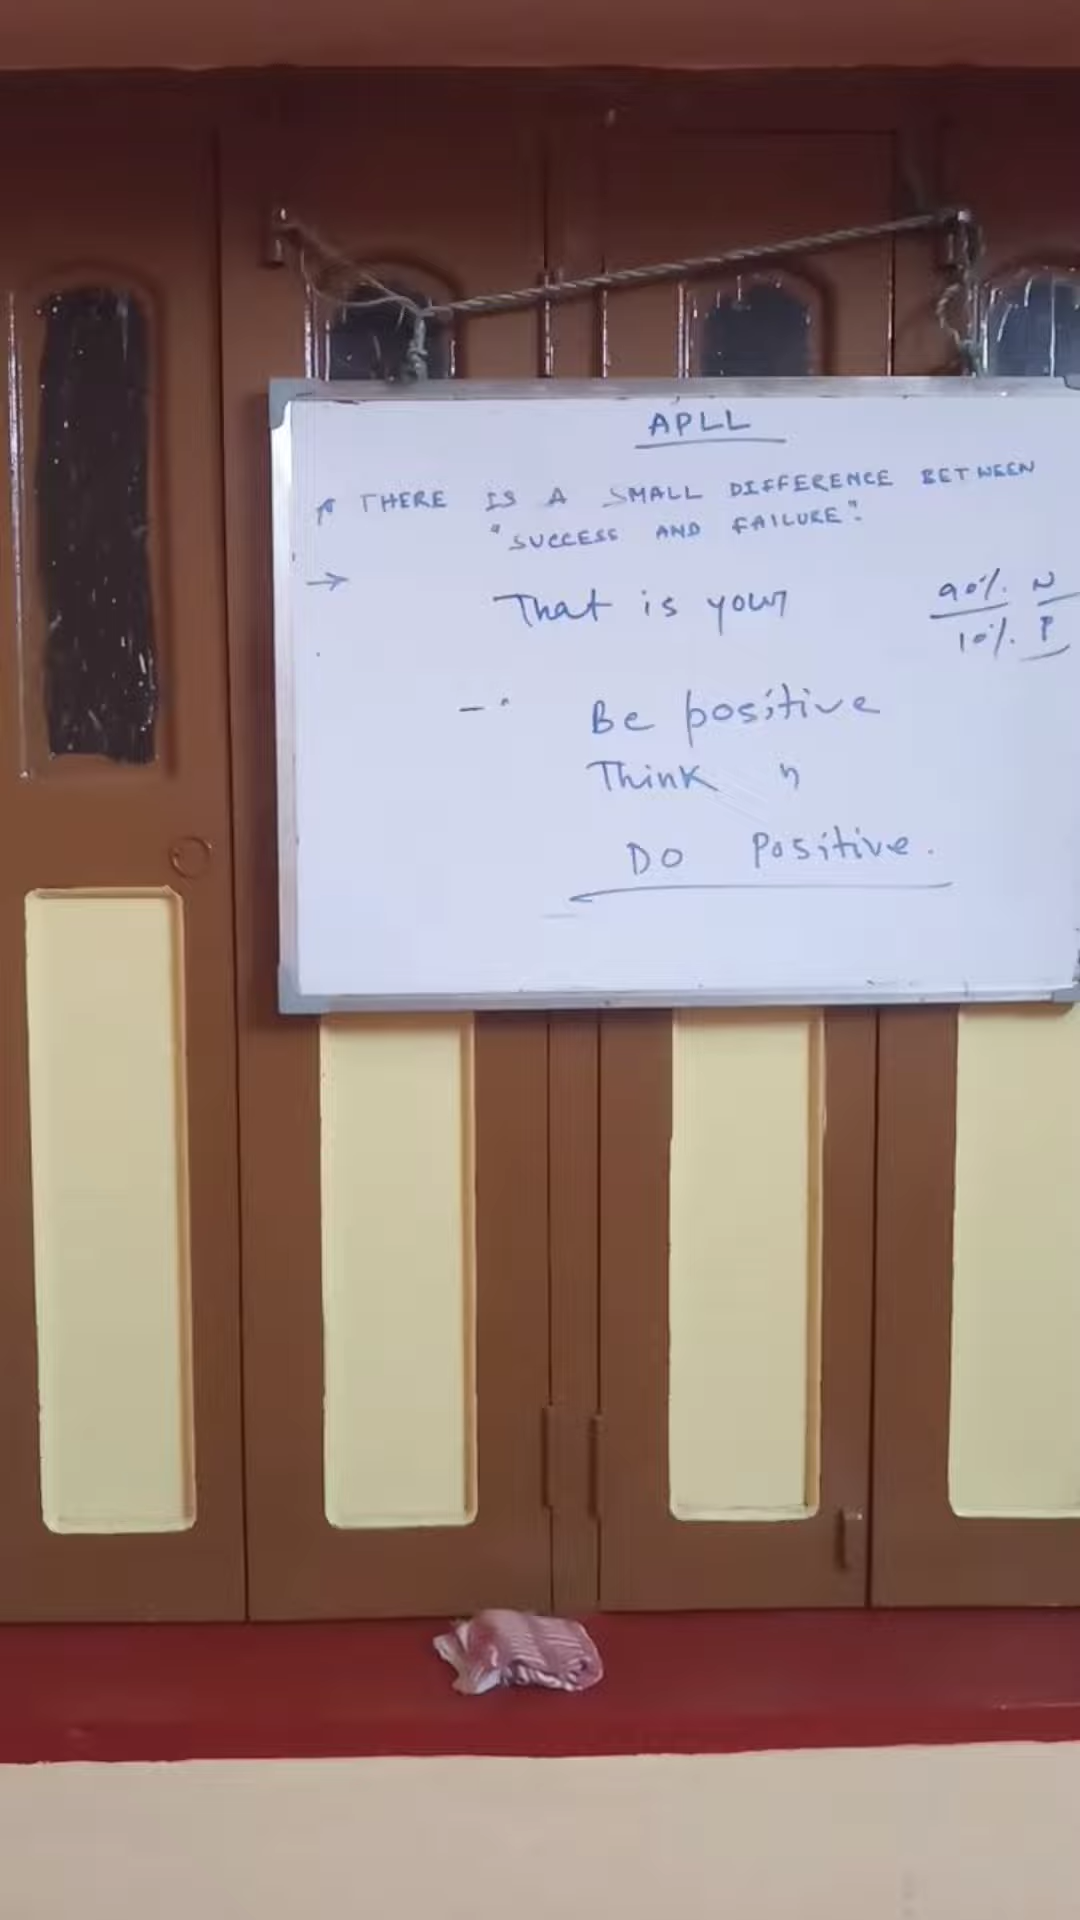 APLL
THERE IS A SMALL DIFFERENCE BETWEEN
"SUCCESS AND FAILURE".
→ That is your
90% N
10% P
Be positive
Think "
DO Positive.